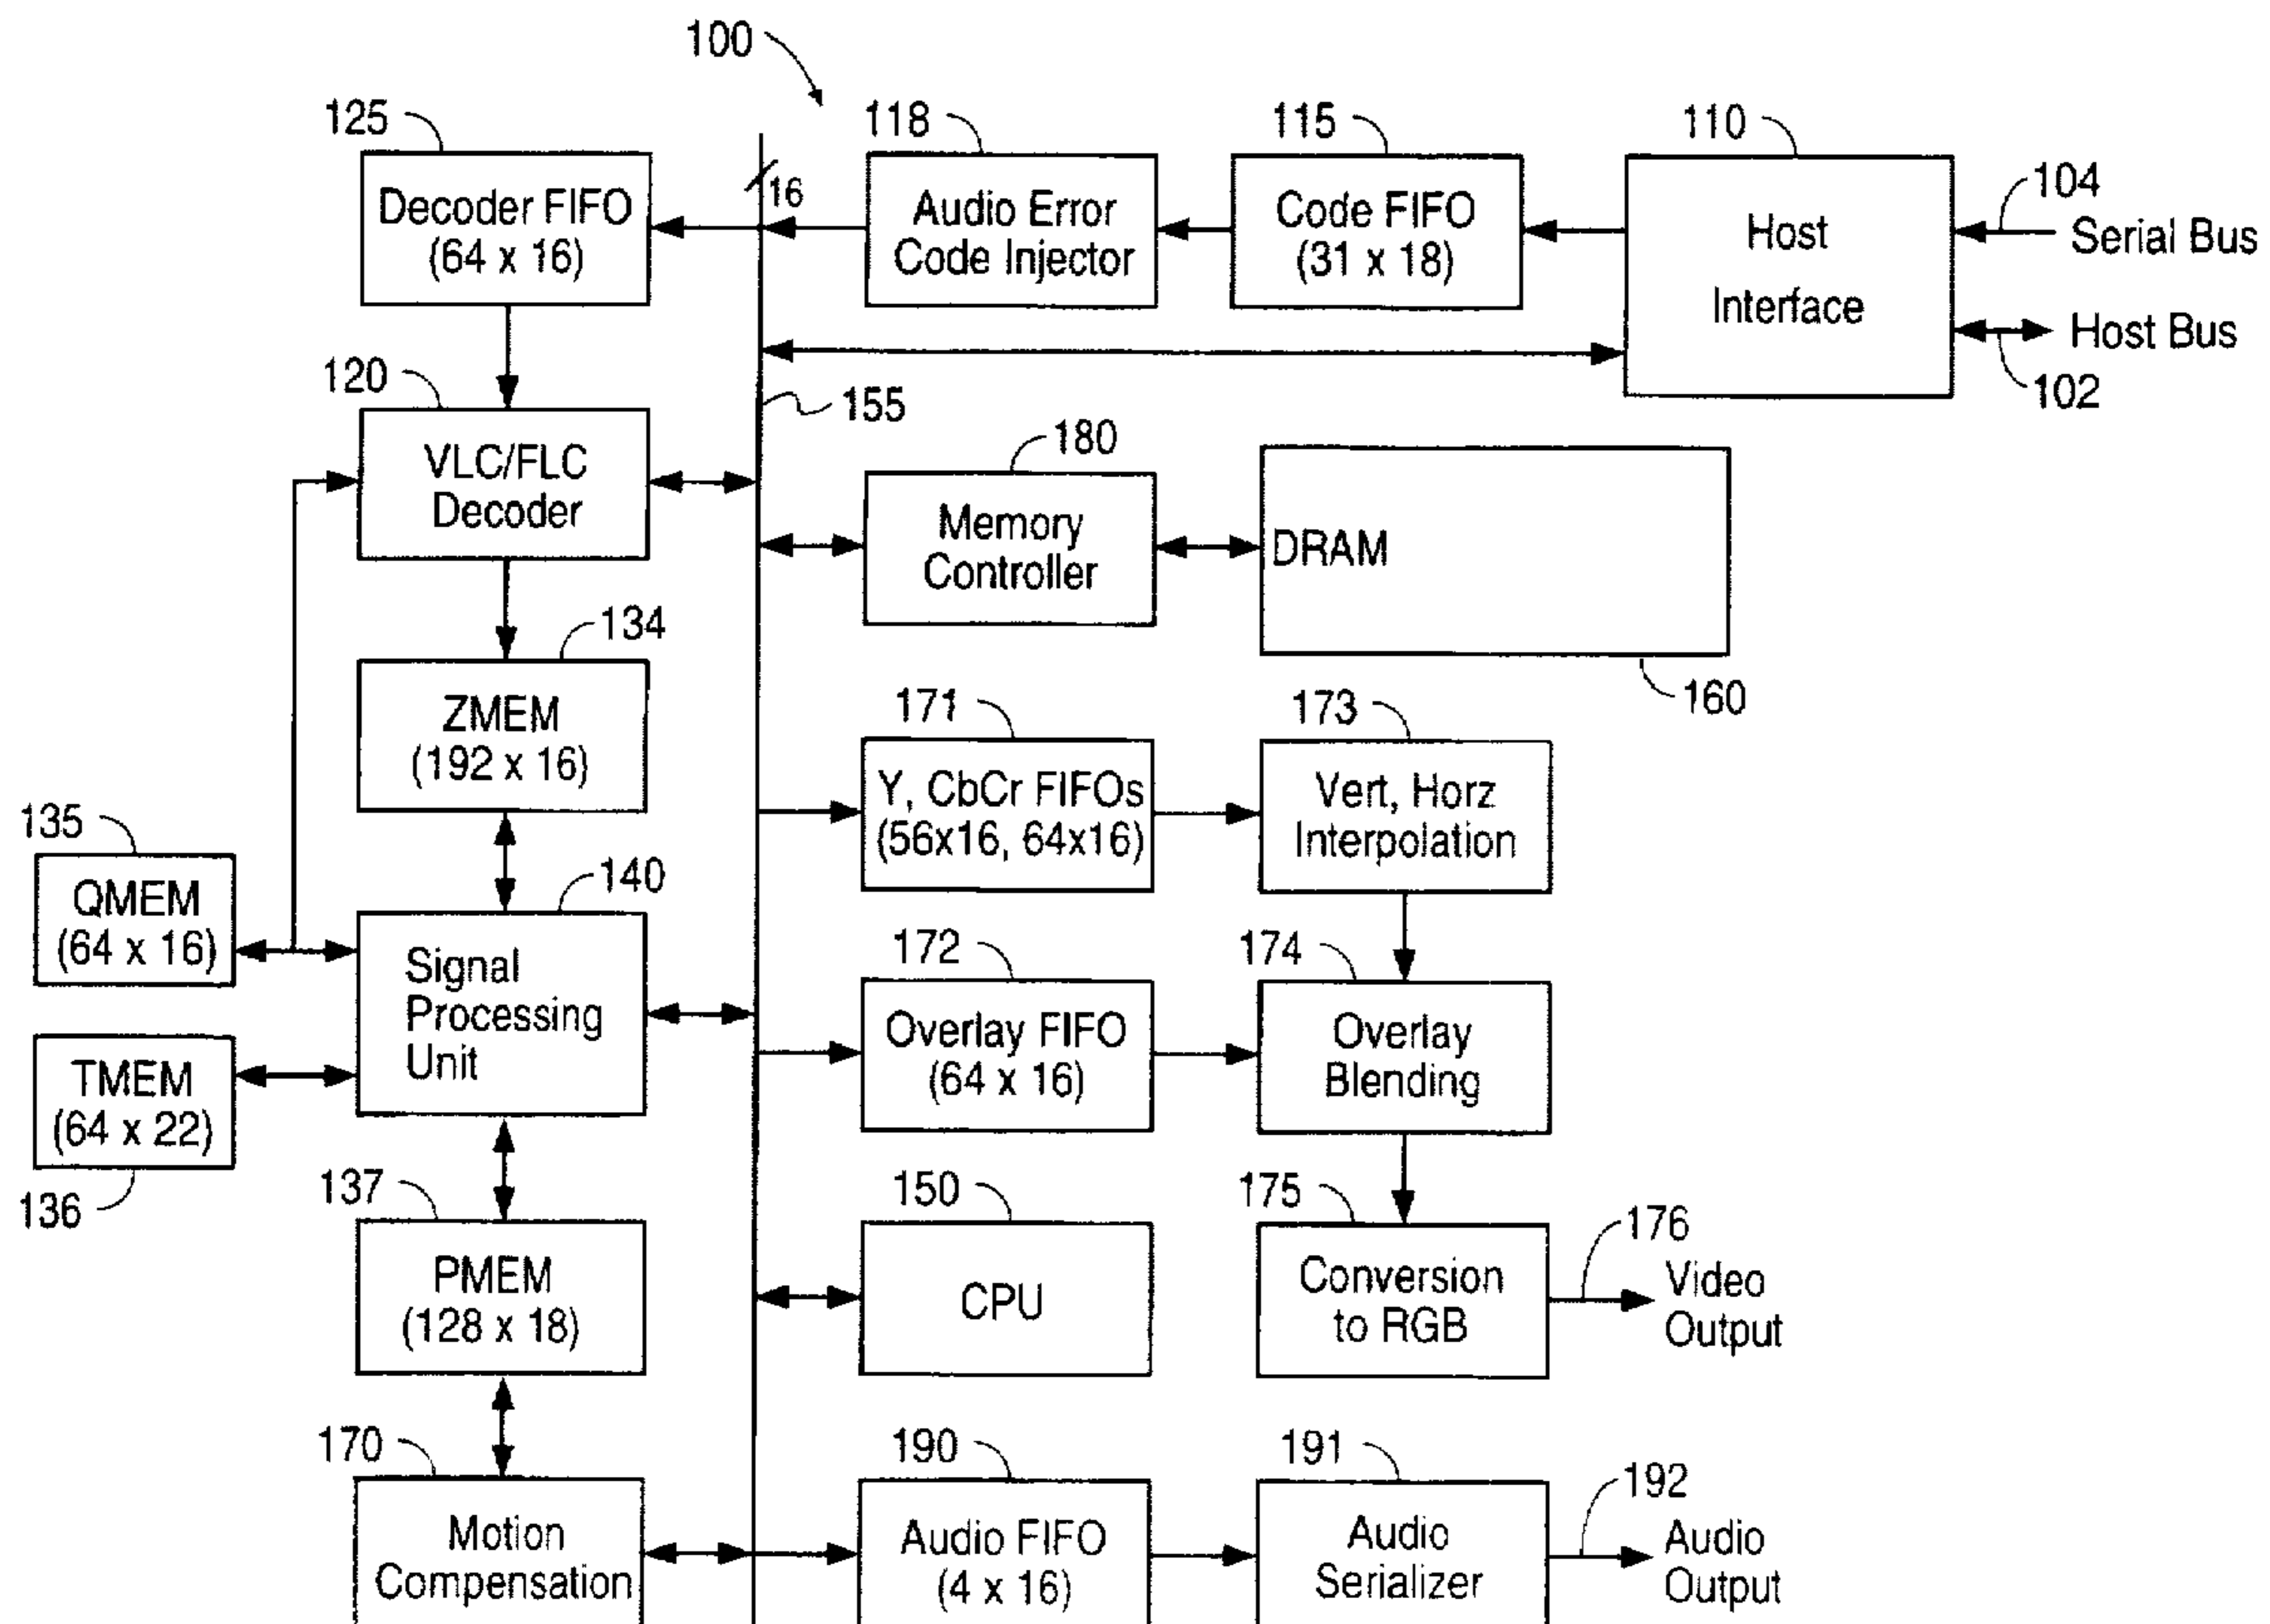 100
125
118
115
110
Decoder FIFO
(64 x 16)
16
Audio Error
Code Injector
Code FIFO
(31 x 18)
Host
Interface
104
Serial Bus
Host Bus
102
120
155
VLC/FLC
Decoder
180
Memory
Controller
DRAM
160
134
ZMEM
(192 x 16)
171
Y, CbCr FIFOs
(56x16, 64x16)
173
Vert, Horz
Interpolation
135
QMEM
(64 x 16)
140
Signal
Processing
Unit
172
Overlay FIFO
(64 x 16)
174
Overlay
Blending
TMEM
(64 x 22)
136
137
PMEM
(128 x 18)
150
CPU
175
Conversion
to RGB
176
Video
Output
170
Motion
Compensation
190
Audio FIFO
(4 x 16)
191
Audio
Serializer
192
Audio
Output